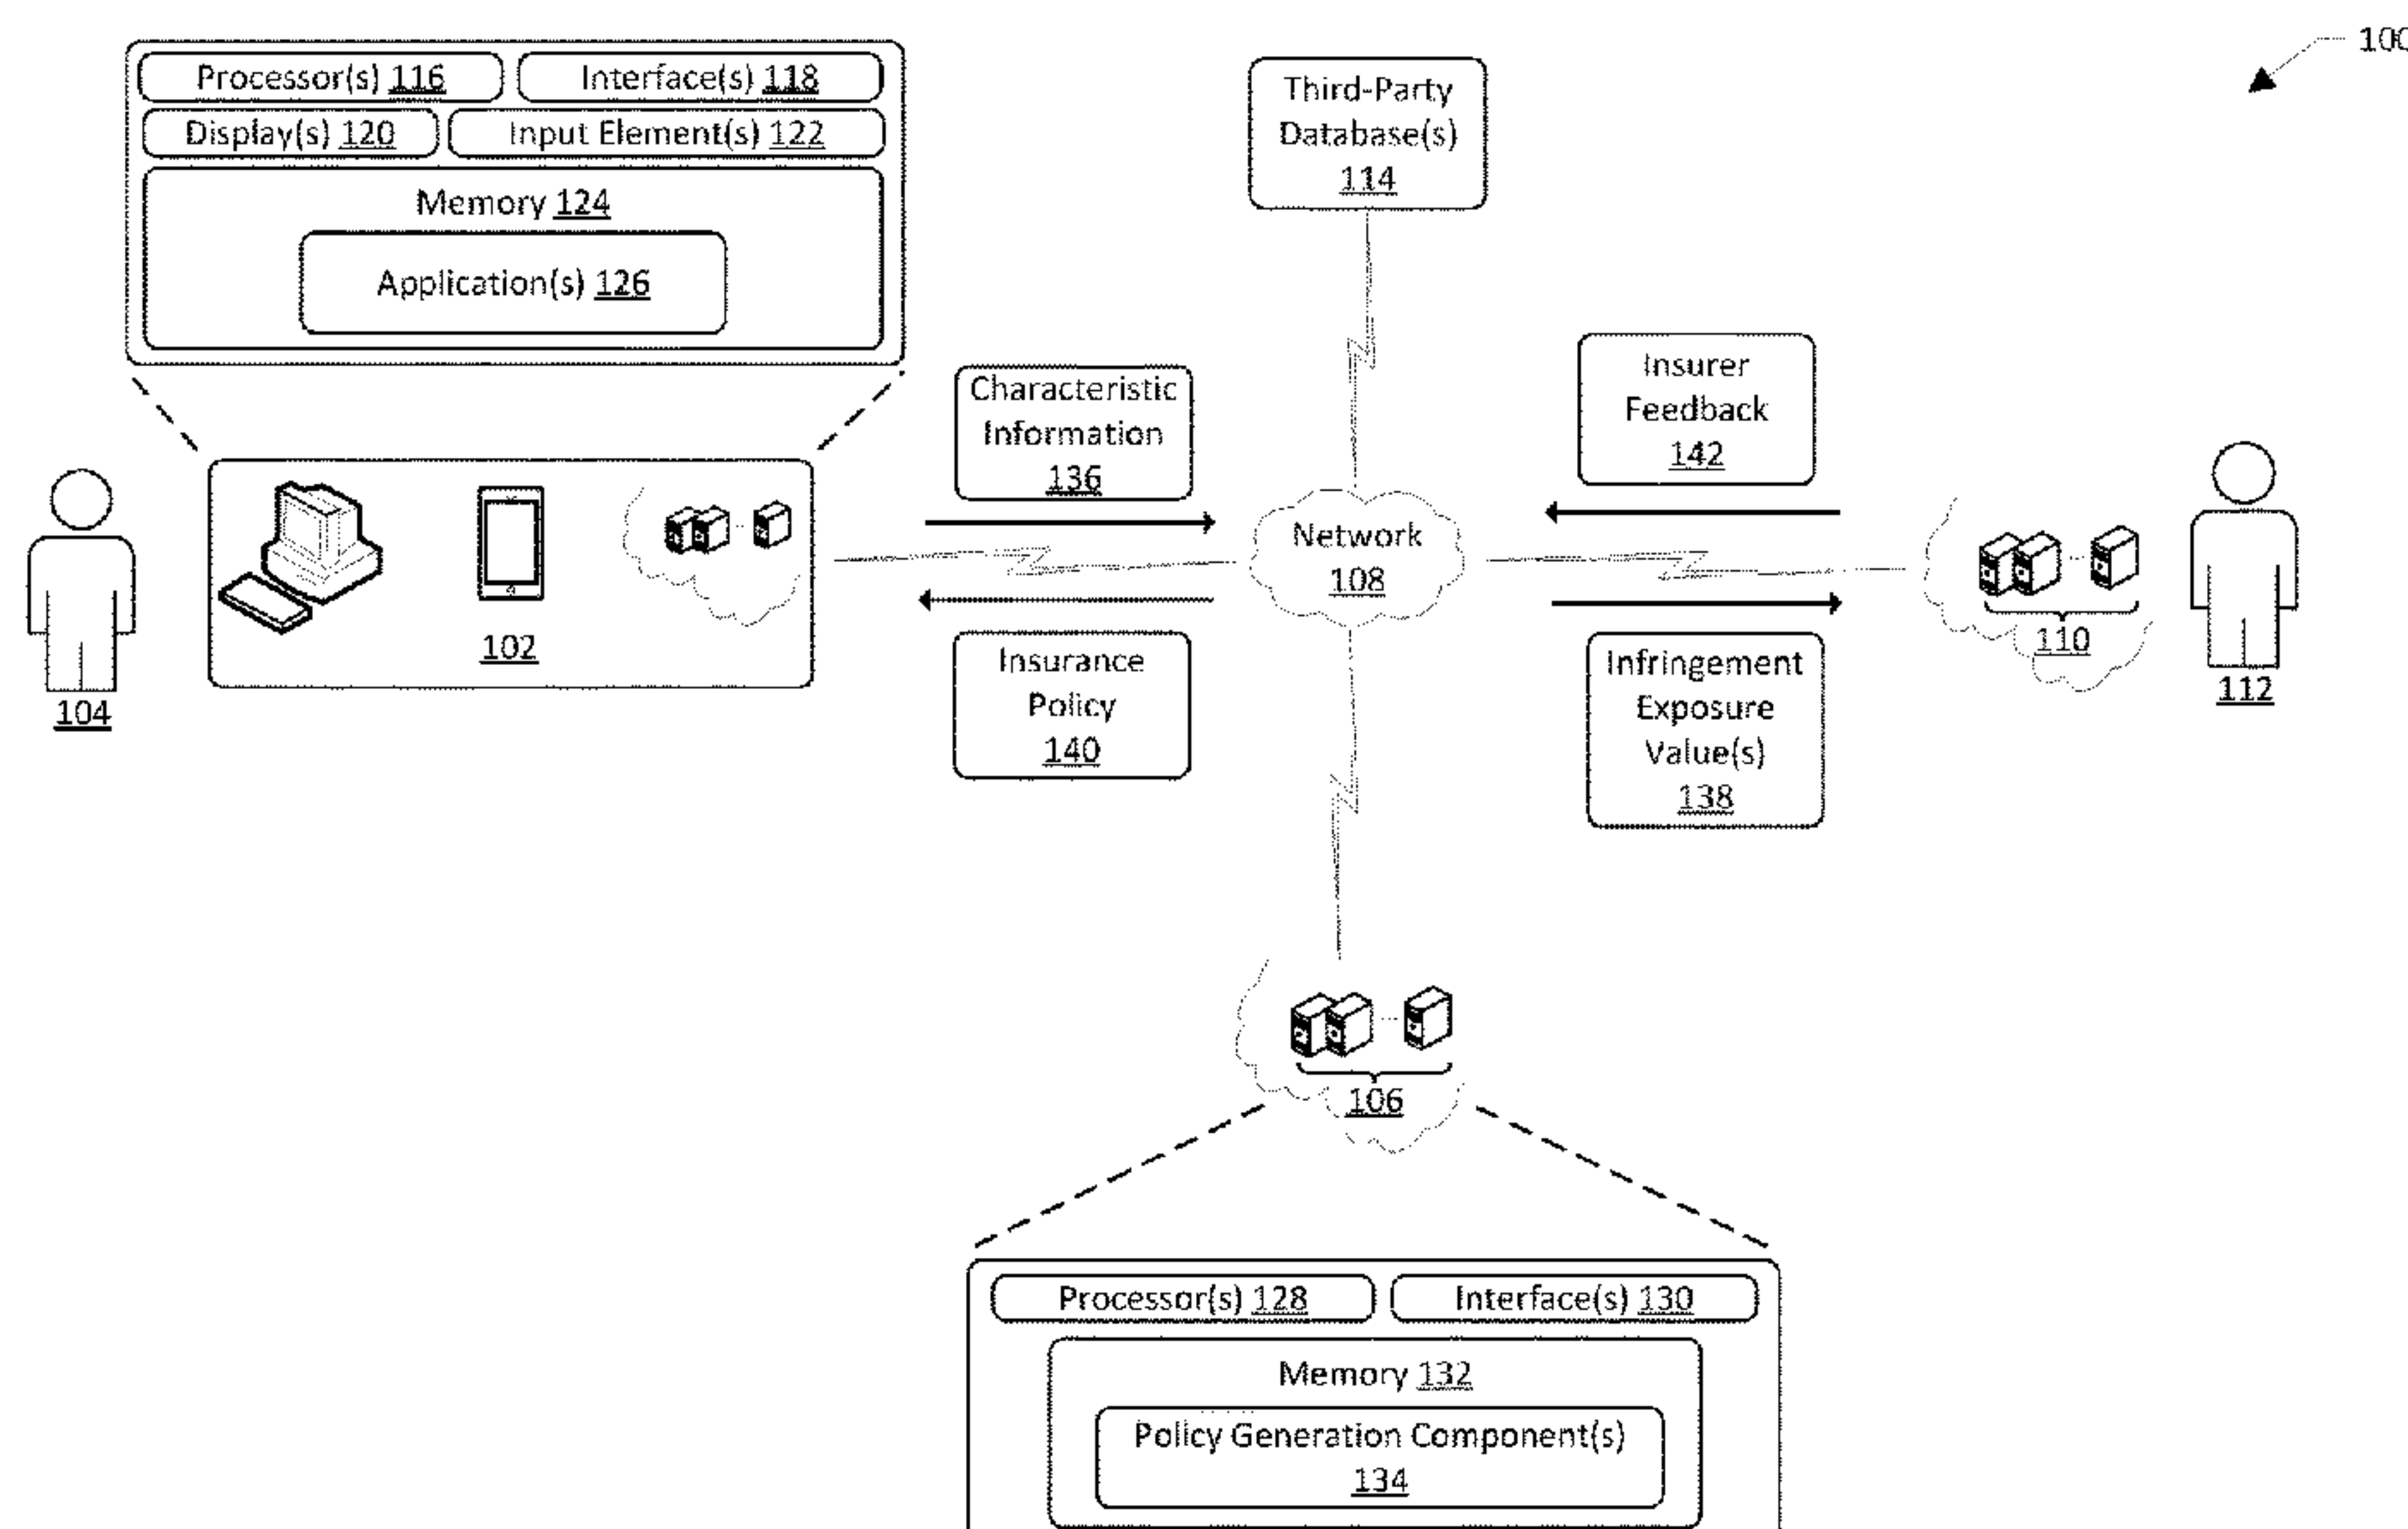 100
Processor(s) 116
Interface(s) 118
Display(s) 120
Input Element(s) 122
Memory 124
Application(s) 126
Third-Party
Database(s)
114
Characteristic
Information
136
Insurer
Feedback
142
Network
108
102
104
Insurance
Policy
140
Infringement
Exposure
Value(s)
138
110
112
106
Processor(s) 128
Interface(s) 130
Memory 132
Policy Generation Component(s)
134